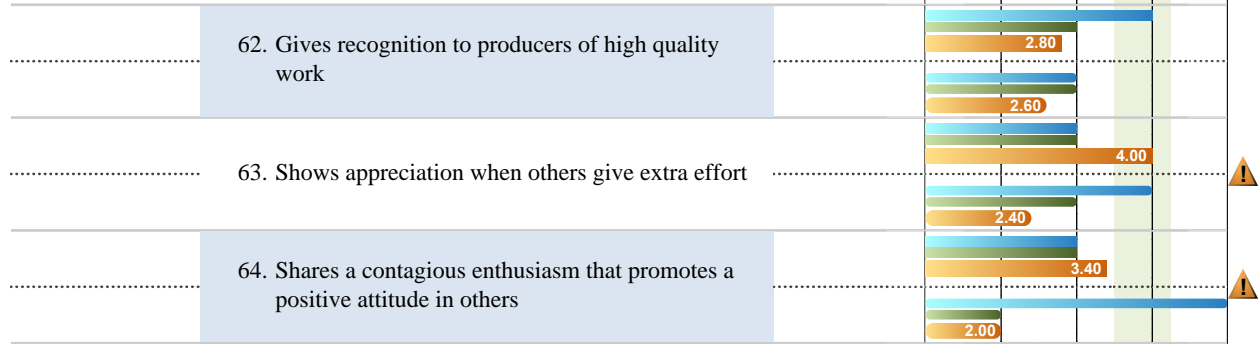 62. Gives recognition to producers of high quality
work
2.80
2.60
63. Shows appreciation when others give extra effort
4.00
2.40
64. Shares a contagious enthusiasm that promotes a
positive attitude in others
3.40
2.00